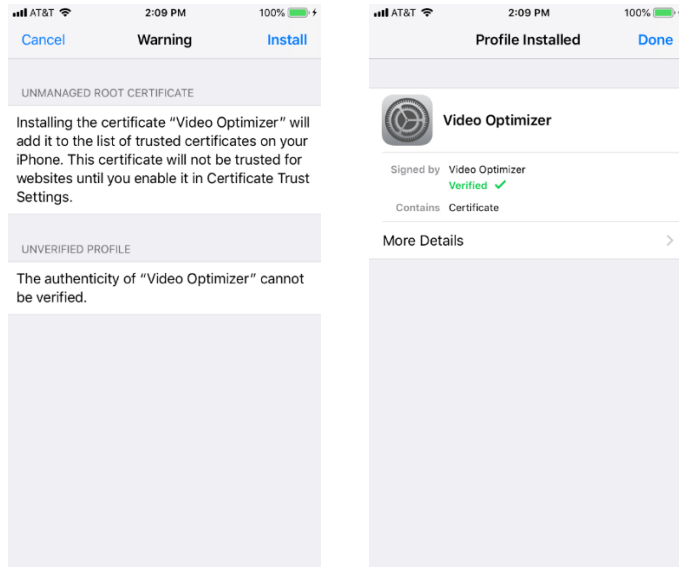 AT&T 2:09 PM 100%
Cancel Warning Install
UNMANAGED ROOT CERTIFICATE
Installing the certificate “Video Optimizer” will
add it to the list of trusted certificates on your
iPhone. This certificate will not be trusted for
websites until you enable it in Certificate Trust
Settings.
UNVERIFIED PROFILE
The authenticity of “Video Optimizer” cannot
be verified.
AT&T 2:09 PM 100%
Profile Installed Done
Video Optimizer
Signed by Video Optimizer
Verified
Contains Certificate
More Details